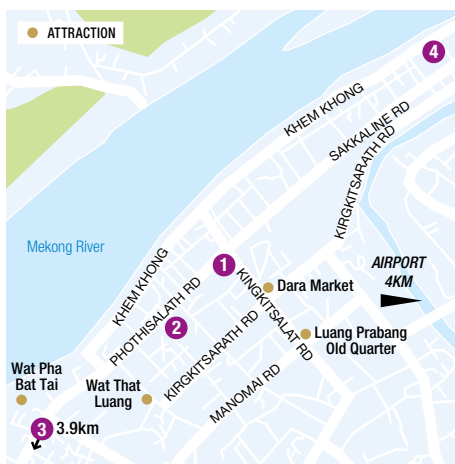 ATTRACTION
4
KHEM KHONG
SAKKALINE RD
KIRGKITSARATH RD
Mekong River
AIRPORT
4KM
1
KHEM KHONG
PHOTHISALATH RD
KINGKITSALAT RD
Dara Market
2
Luang Prabang
Old Quarter
KIRGKITSARATH RD
MANOMAI RD
Wat Pha
Bat Tai
Wat That
Luang
3 3.9km